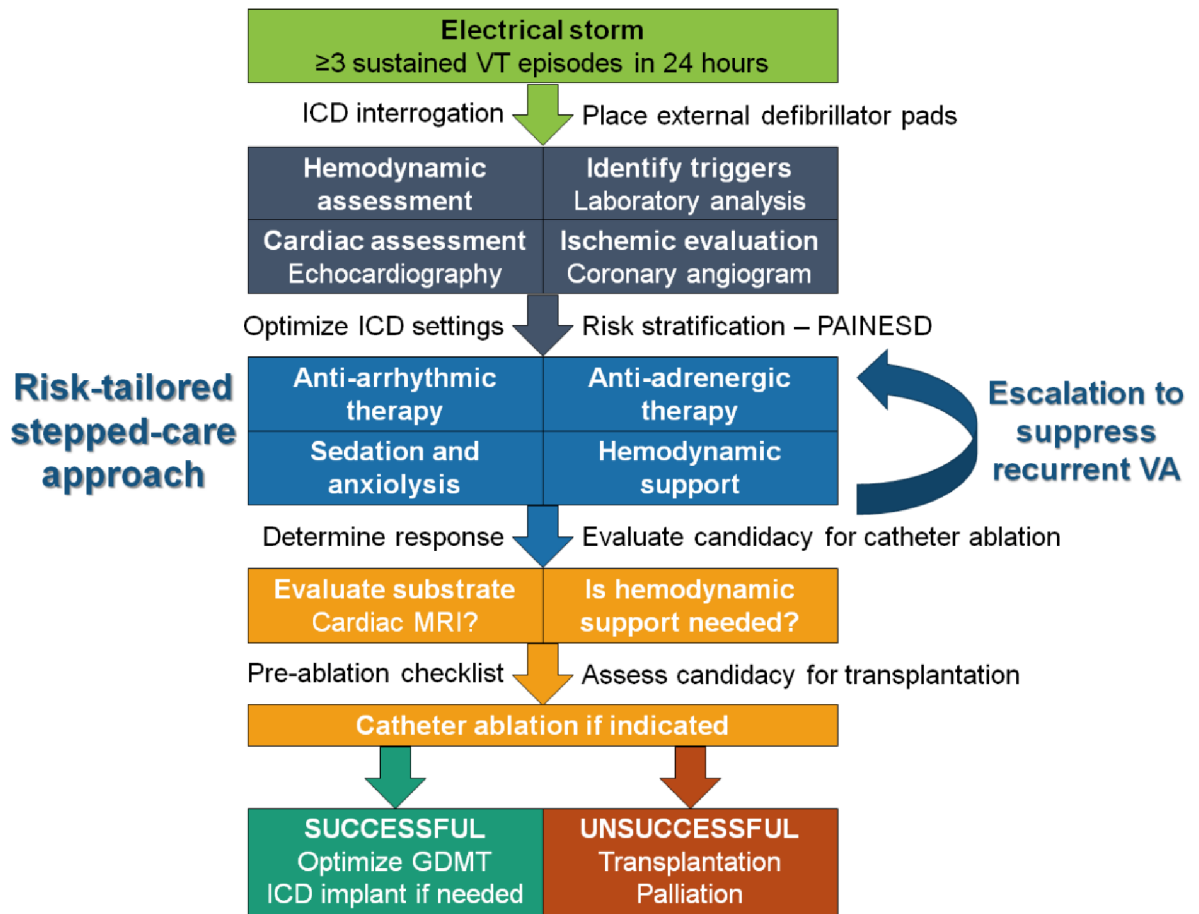 Electrical storm
≥3 sustained VT episodes in 24 hours
ICD interrogation
Place external defibrillator pads
Hemodynamic
assessment
Identify triggers
Laboratory analysis
Cardiac assessment
Echocardiography
Ischemic evaluation
Coronary angiogram
Optimize ICD settings
Risk stratification – PAINESD
Risk-tailored
stepped-care
approach
Anti-arrhythmic
therapy
Anti-adrenergic
therapy
Sedation and
anxiolysis
Hemodynamic
support
Escalation to
suppress
recurrent VA
Determine response
Evaluate candidacy for catheter ablation
Evaluate substrate
Cardiac MRI?
Is hemodynamic
support needed?
Pre-ablation checklist
Assess candidacy for transplantation
Catheter ablation if indicated
SUCCESSFUL
Optimize GDMT
ICD implant if needed
UNSUCCESSFUL
Transplantation
Palliation